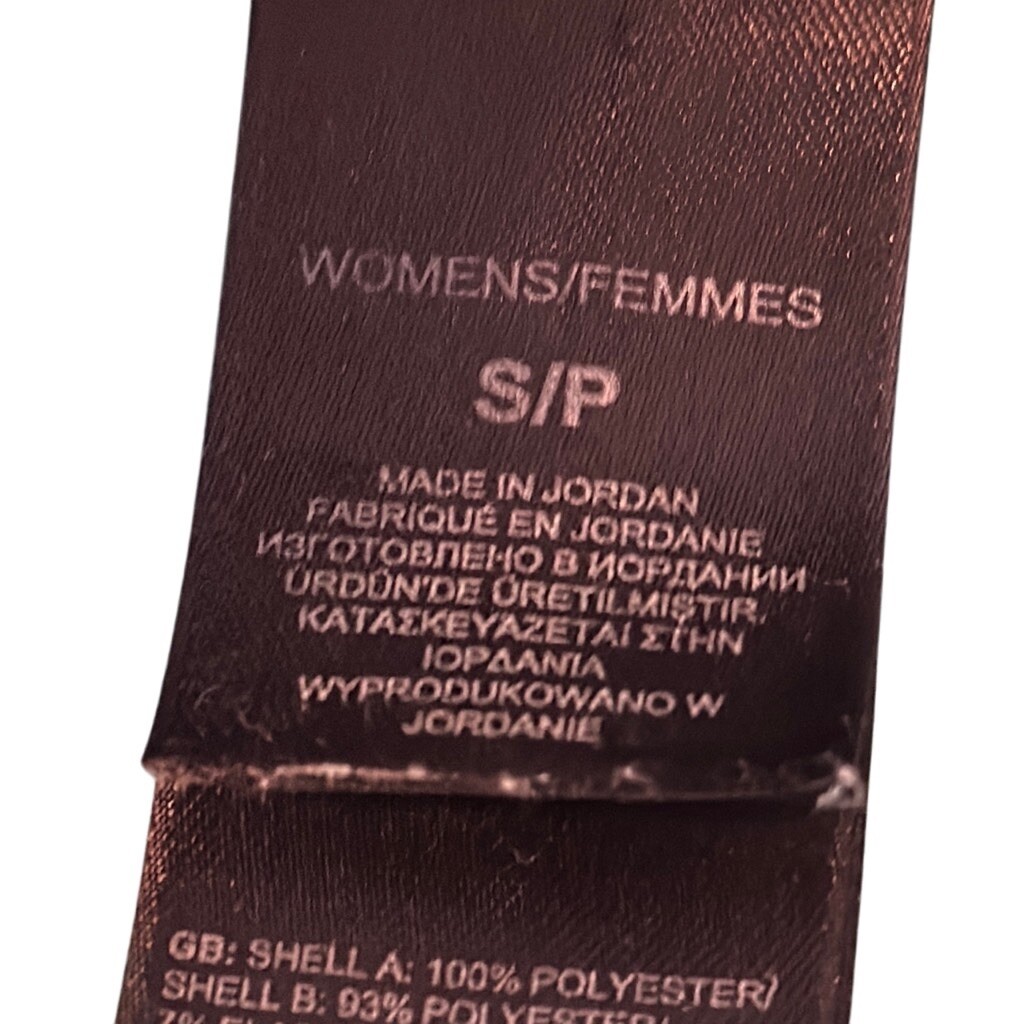 WOMENS/FEMMES
S/P
MADE IN JORDAN
FABRIQUÉ EN JORDANIE
ИЗГОТОВЛЕНО В ИОРДАНИИ
ÜRDÜN'DE ÜRETILMIŞTIR.
ΚΑΤΑΣΚΕΥΑΖΕΤΑΙ ΣΤΗΝ
ΙΟΡΔΑΝΙΑ
WYPRODUKOWANO W
JORDANIE
GB: SHELL A: 100% POLYESTER/
SHELL B: 93% POLYESTER/
7%